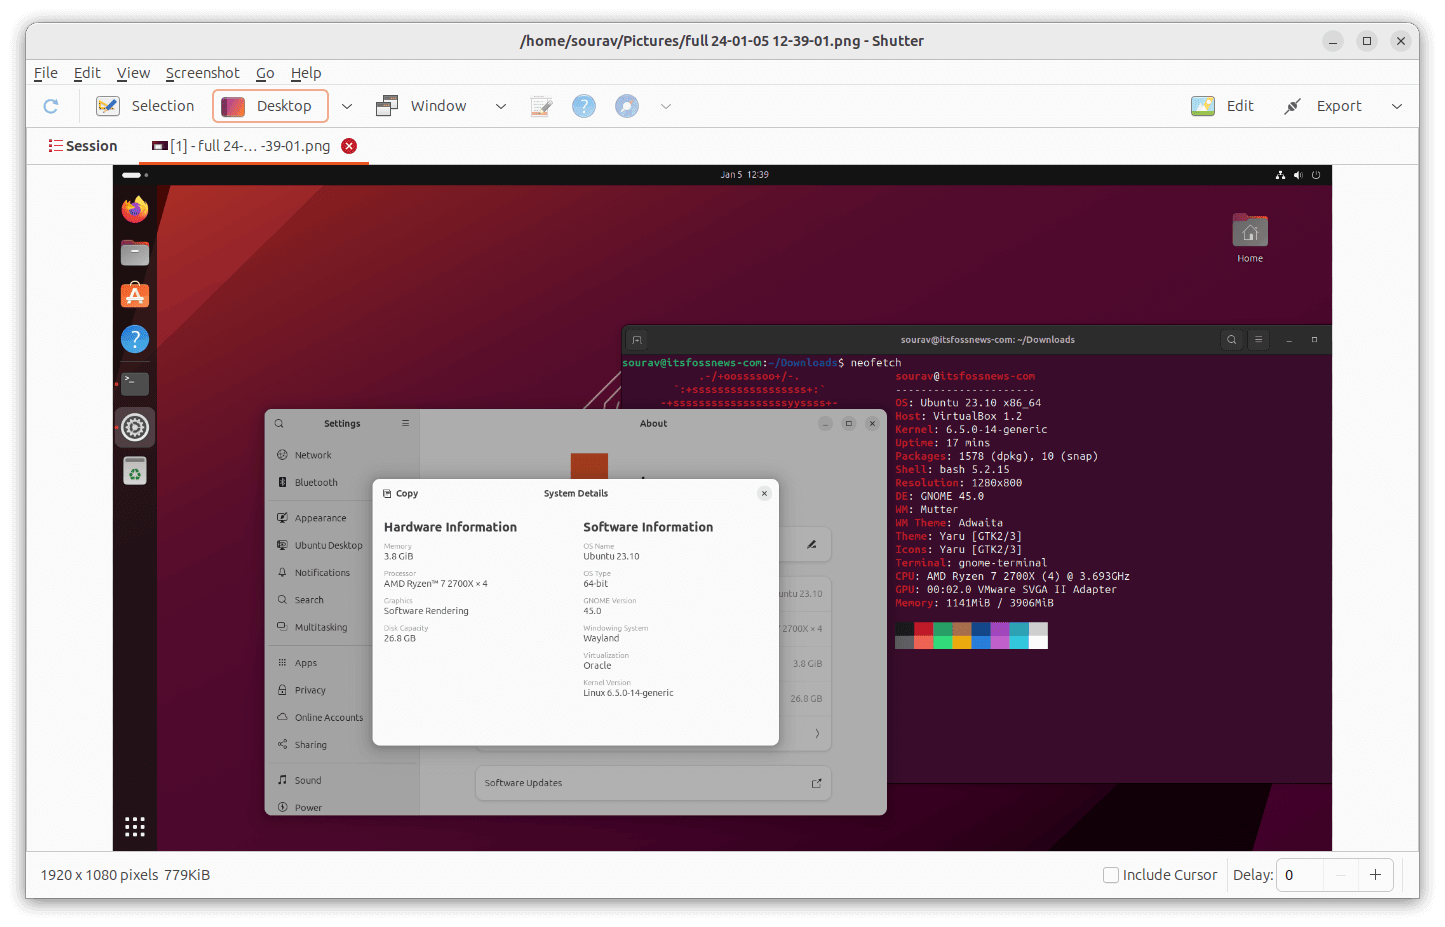 /home/sourav/Pictures/full 24-01-05 12-39-01.png - Shutter
File Edit View Screenshot Go Help
Selection Desktop Window Edit Export
Session [1] - full 24-... -39-01.png
Jan 5 12:39
Home
sourav@itsfossnews-com: ~/Downloads
sourav@itsfossnews-com:~/Downloads$ neofetch
.-/+oossssoo+/-.
`:+ssssssssssssssssss+:`
-+ssssssssssssssssssyyssss+-
sourav@itsfossnews-com
----------------------
OS: Ubuntu 23.10 x86_64
Host: VirtualBox 1.2
Kernel: 6.5.0-14-generic
Uptime: 17 mins
Packages: 1578 (dpkg), 10 (snap)
Shell: bash 5.2.15
Resolution: 1280x800
DE: GNOME 45.0
WM: Mutter
WM Theme: Adwaita
Theme: Yaru [GTK2/3]
Icons: Yaru [GTK2/3]
Terminal: gnome-terminal
CPU: AMD Ryzen 7 2700X (4) @ 3.693GHz
GPU: 00:02.0 VMware SVGA II Adapter
Memory: 1141MiB / 3906MiB
Settings
Network
Bluetooth
Appearance
Ubuntu Desktop
Notifications
Search
Multitasking
Apps
Privacy
Online Accounts
Sharing
Sound
Power
About
23.10
2700X × 4
3.8 GiB
26.8 GB
Software Updates
Copy System Details
Hardware Information
Memory
3.8 GiB
Processor
AMD Ryzen™ 7 2700X × 4
Graphics
Software Rendering
Disk Capacity
26.8 GB
Software Information
OS Name
Ubuntu 23.10
OS Type
64-bit
GNOME Version
45.0
Windowing System
Wayland
Virtualization
Oracle
Kernel Version
Linux 6.5.0-14-generic
1920 x 1080 pixels 779KiB
Include Cursor Delay: 0